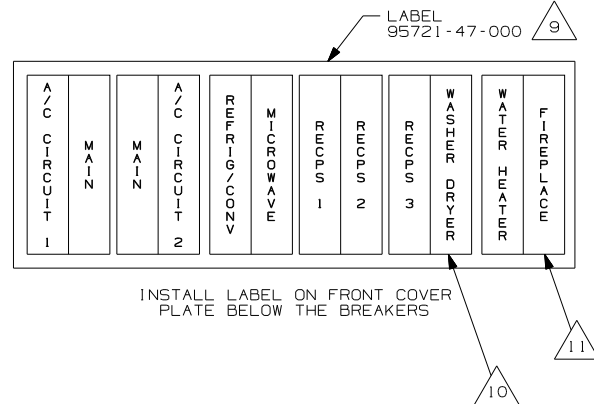 LABEL
95721-47-000
9
A/C CIRCUIT 1
MAIN
MAIN
A/C CIRCUIT 2
REFRIG/CONV
MICROWAVE
RECPS 1
RECPS 2
RECPS 3
WASHER DRYER
WATER HEATER
FIREPLACE
INSTALL LABEL ON FRONT COVER
PLATE BELOW THE BREAKERS
11
10